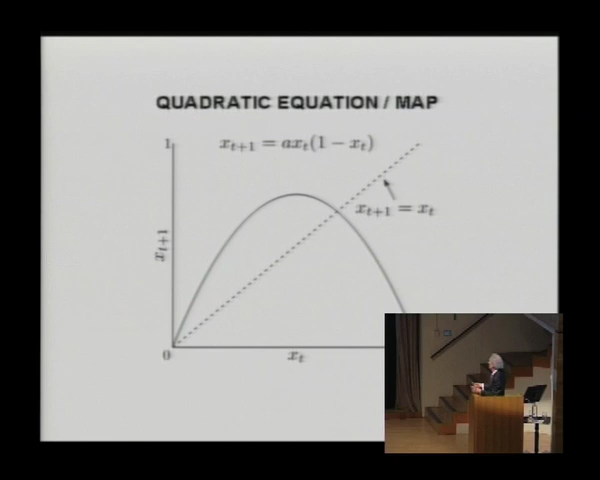 QUADRATIC EQUATION / MAP
1
x_{t+1} = ax_t(1 − x_t)
x_{t+1} = x_t
x_{t+1}
0
x_t